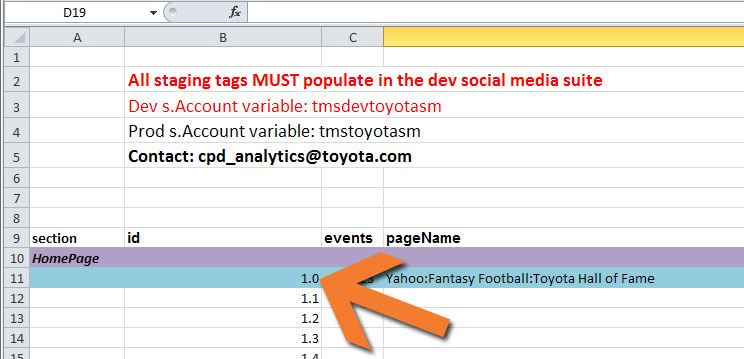 D19
fx
A B C
1
2 All staging tags MUST populate in the dev social media suite
3 Dev s.Account variable: tmsdevtoyotasm
4 Prod s.Account variable: tmstoyotasm
5 Contact: cpd_analytics@toyota.com
6
7
8
9 section id events pageName
10 HomePage
11 1.0 Yahoo:Fantasy Football:Toyota Hall of Fame
12 1.1
13 1.2
14 1.3
15 1.4